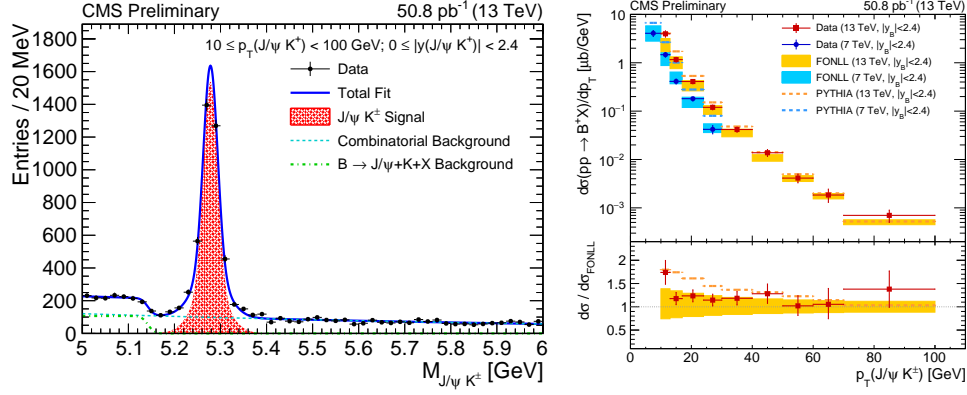 CMS Preliminary 50.8 pb⁻¹ (13 TeV)
10 ≤ p_T(J/ψ K⁺) < 100 GeV; 0 ≤ |y(J/ψ K⁺)| < 2.4
Data
Total Fit
J/ψ K± Signal
Combinatorial Background
B → J/ψ+K+X Background
Entries / 20 MeV
1800
1600
1400
1200
1000
800
600
400
200
0
5 5.1 5.2 5.3 5.4 5.5 5.6 5.7 5.8 5.9 6
M_J/ψ K± [GeV]
CMS Preliminary 50.8 pb⁻¹ (13 TeV)
Data (13 TeV, |y_B|<2.4)
Data (7 TeV, |y_B|<2.4)
FONLL (13 TeV, |y_B|<2.4)
FONLL (7 TeV, |y_B|<2.4)
PYTHIA (13 TeV, |y_B|<2.4)
PYTHIA (7 TeV, |y_B|<2.4)
dσ(pp → B⁺X)/dp_T [μb/GeV]
10
1
10⁻¹
10⁻²
10⁻³
dσ / dσ_FONLL
2
1.5
1
0.5
0 20 40 60 80 100
p_T(J/ψ K±) [GeV]